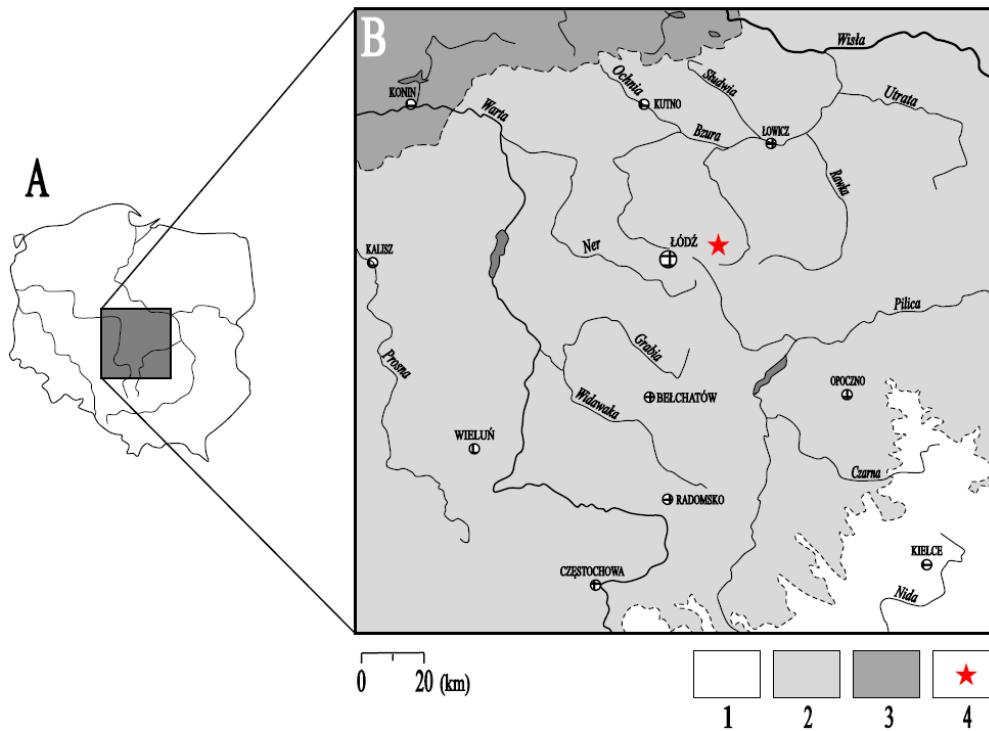 A
B
Wisła
KONIN
Warta
Ochnia
KUTNO
Słudwia
Utrata
Bzura
ŁOWICZ
Rawka
KALISZ
Ner
ŁÓDŹ
Pilica
Prosna
Grabia
OPOCZNO
BEŁCHATÓW
Widawaka
WIELUŃ
Czarna
RADOMSKO
KIELCE
CZĘSTOCHOWA
Nida
0 20 (km)
1 2 3 4